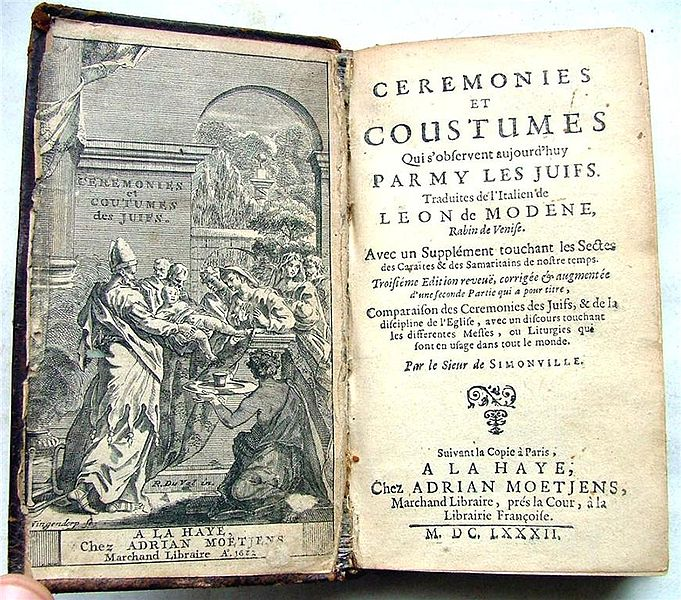 CEREMONIES
et
COUTUMES
des JUIFS.
R. Du Val in.
A LA HAYE,
Chez ADRIAN MOETJENS
Marchand Libraire A°.
CEREMONIES
ET
COUSTUMES
Qui s'observent aujourd'huy
PARMY LES JUIFS.
Traduites de l'Italien de
LEON de MODENE,
Rabin de Venise.
Avec un Supplément touchant les Sectes
des Caraïtes & des Samaritains de nostre temps.
Troisiéme Edition reveuë, corrigée & augmentée
d'une seconde Partie qui a pour titre,
Comparaison des Ceremonies des Juifs, & de la
discipline de l'Eglise, avec un discours touchant
les differentes Messes, ou Liturgies qui
sont en usage dans tout le monde.
Par le Sieur de SIMONVILLE.
Suivant la Copie à Paris,
A LA HAYE,
Chez ADRIAN MOETJENS,
Marchand Libraire, prés la Cour, à la
Librairie Françoise.
M. DC. LXXXII.